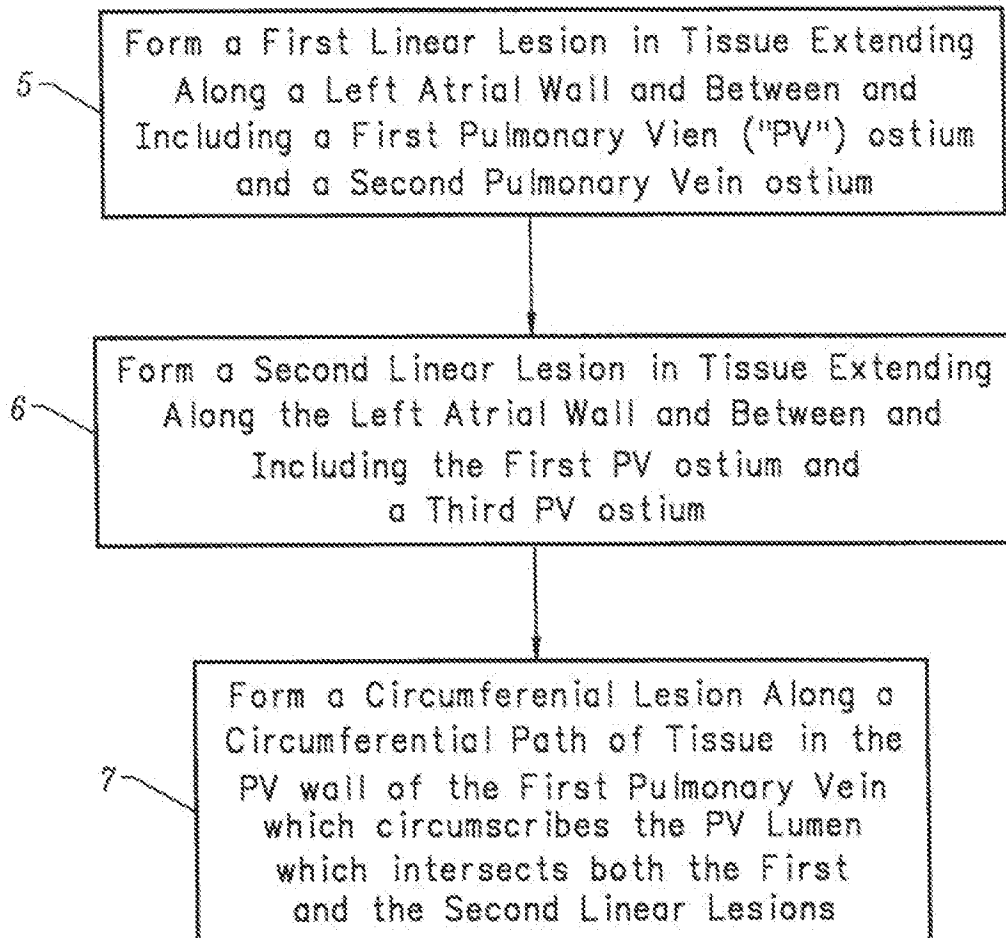 Form a First Linear Lesion in Tissue Extending
5
Along a Left Atrial Wall and Between and
Including a First Pulmonary Vien ("PV") ostium
and a Second Pulmonary Vein ostium
Form a Second Linear Lesion in Tissue Extending
6
Along the Left Atrial Wall and Between and
Including the First PV ostium and
a Third PV ostium
Form a Circumferenial Lesion Along a
Circumferential Path of Tissue in the
7
PV wall of the First Pulmonary Vein
which circumscribes the PV Lumen
which intersects both the First
and the Second Linear Lesions